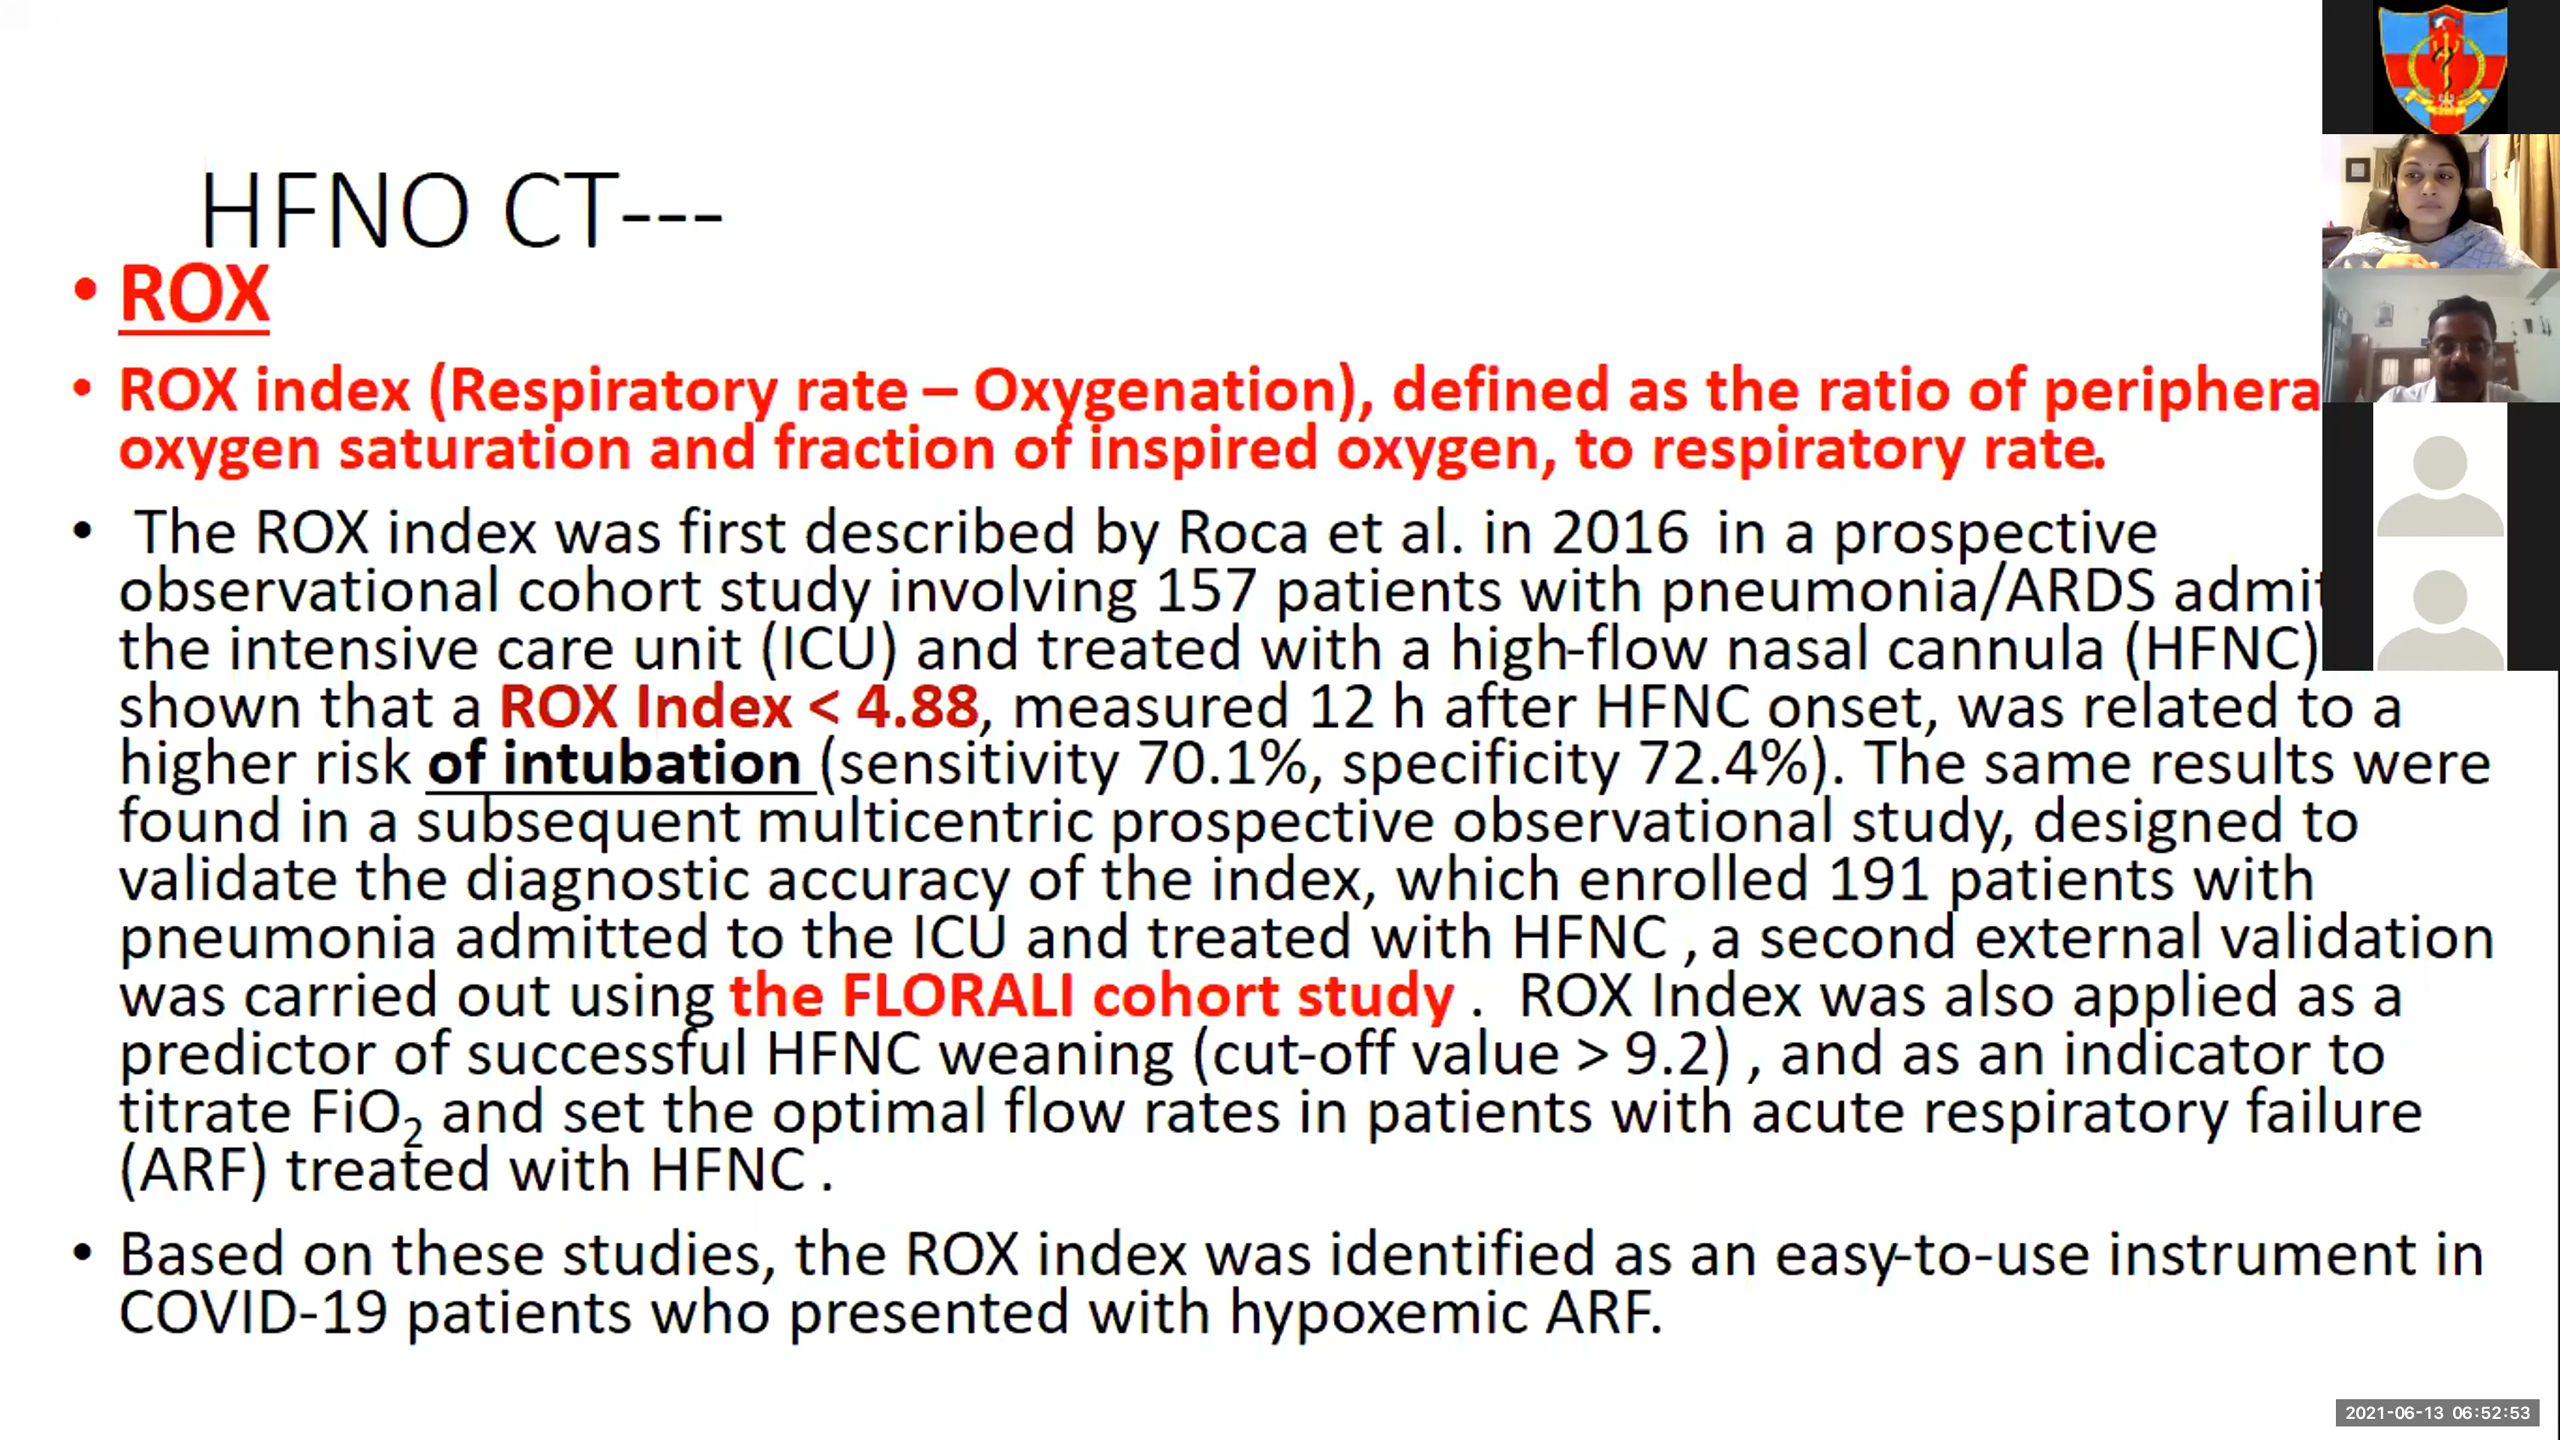 HFNO CT---
• ROX
• ROX index (Respiratory rate – Oxygenation), defined as the ratio of periphera
oxygen saturation and fraction of inspired oxygen, to respiratory rate.
• The ROX index was first described by Roca et al. in 2016 in a prospective
observational cohort study involving 157 patients with pneumonia/ARDS admit
the intensive care unit (ICU) and treated with a high-flow nasal cannula (HFNC)
shown that a ROX Index < 4.88, measured 12 h after HFNC onset, was related to a
higher risk of intubation (sensitivity 70.1%, specificity 72.4%). The same results were
found in a subsequent multicentric prospective observational study, designed to
validate the diagnostic accuracy of the index, which enrolled 191 patients with
pneumonia admitted to the ICU and treated with HFNC , a second external validation
was carried out using the FLORALI cohort study . ROX Index was also applied as a
predictor of successful HFNC weaning (cut-off value > 9.2) , and as an indicator to
titrate FiO₂ and set the optimal flow rates in patients with acute respiratory failure
(ARF) treated with HFNC .
• Based on these studies, the ROX index was identified as an easy-to-use instrument in
COVID-19 patients who presented with hypoxemic ARF.
2021-06-13 06:52:53